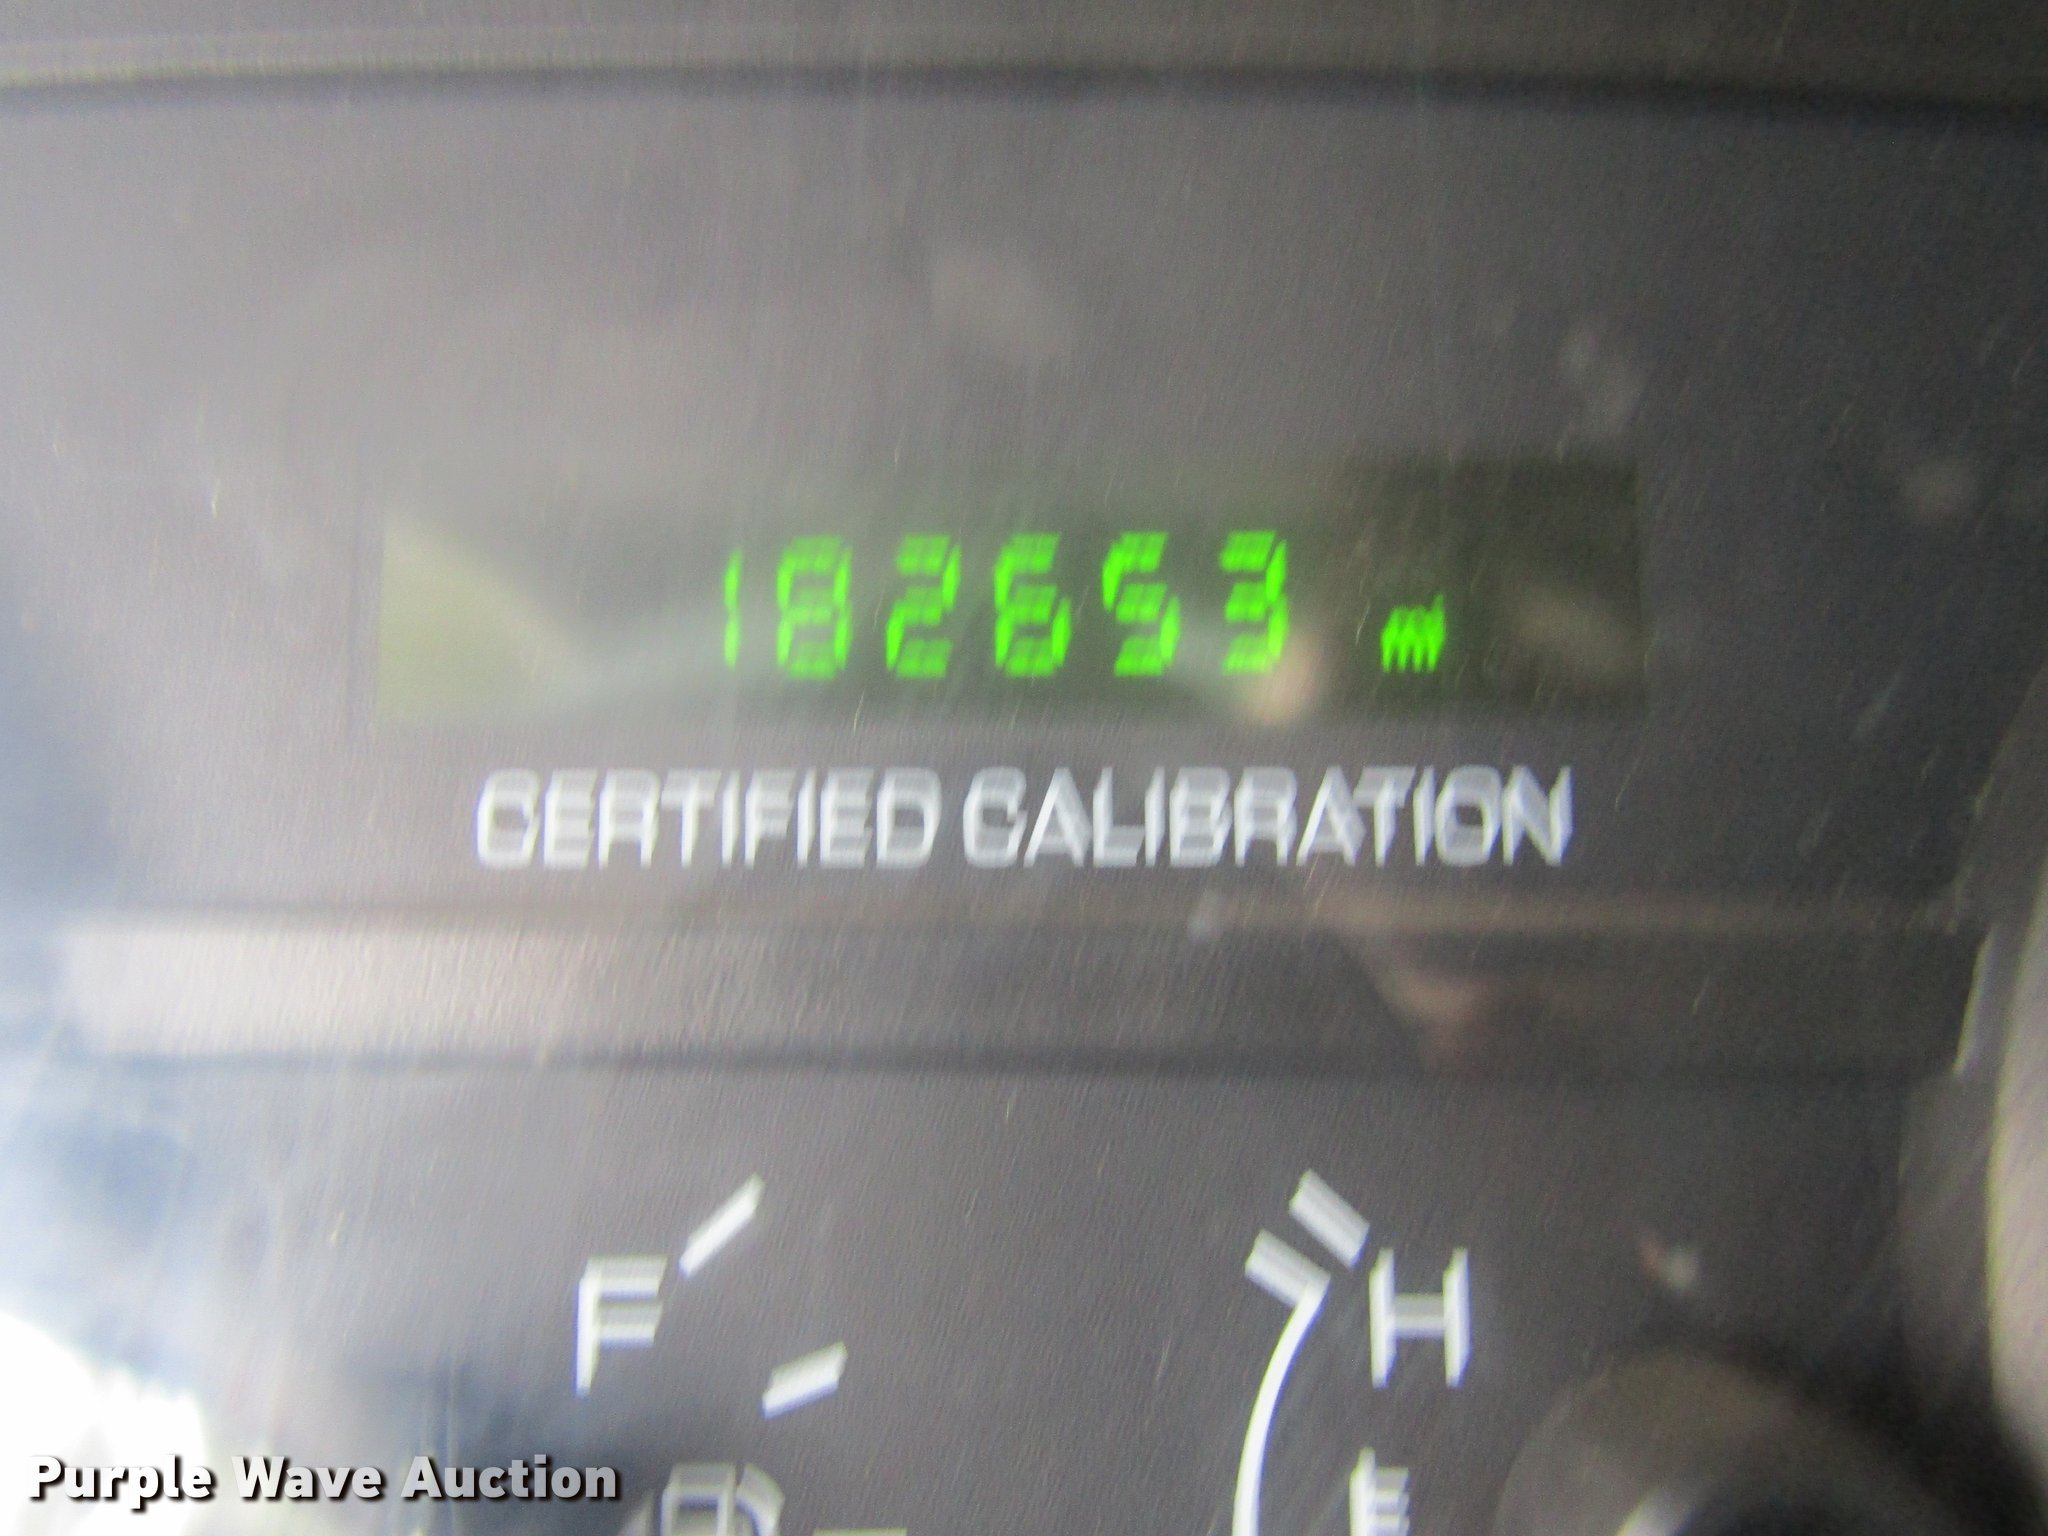 182653 mi
CERTIFIED CALIBRATION
F
H
Purple Wave Auction